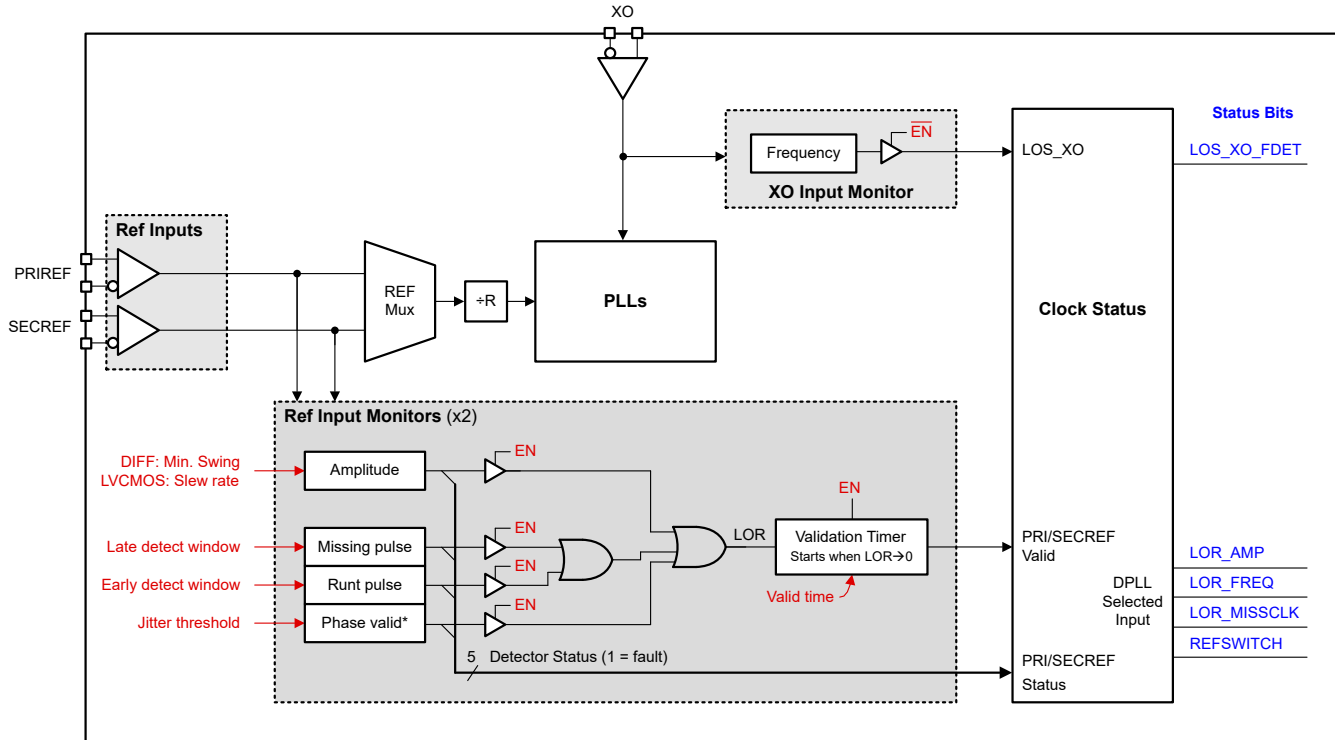 XO
Status Bits
EN
Frequency
LOS_XO
LOS_XO_FDET
XO Input Monitor
Ref Inputs
PRIREF
REF
Mux
÷R
PLLs
Clock Status
SECREF
Ref Input Monitors (x2)
DIFF: Min. Swing
LVCMOS: Slew rate
Amplitude
EN
EN
Late detect window
Missing pulse
EN
LOR
Validation Timer
Starts when LOR→0
PRI/SECREF
Valid
LOR_AMP
Early detect window
Runt pulse
EN
Valid time
DPLL
Selected
Input
LOR_FREQ
LOR_MISSCLK
Jitter threshold
Phase valid*
EN
REFSWITCH
5 Detector Status (1 = fault)
PRI/SECREF
Status